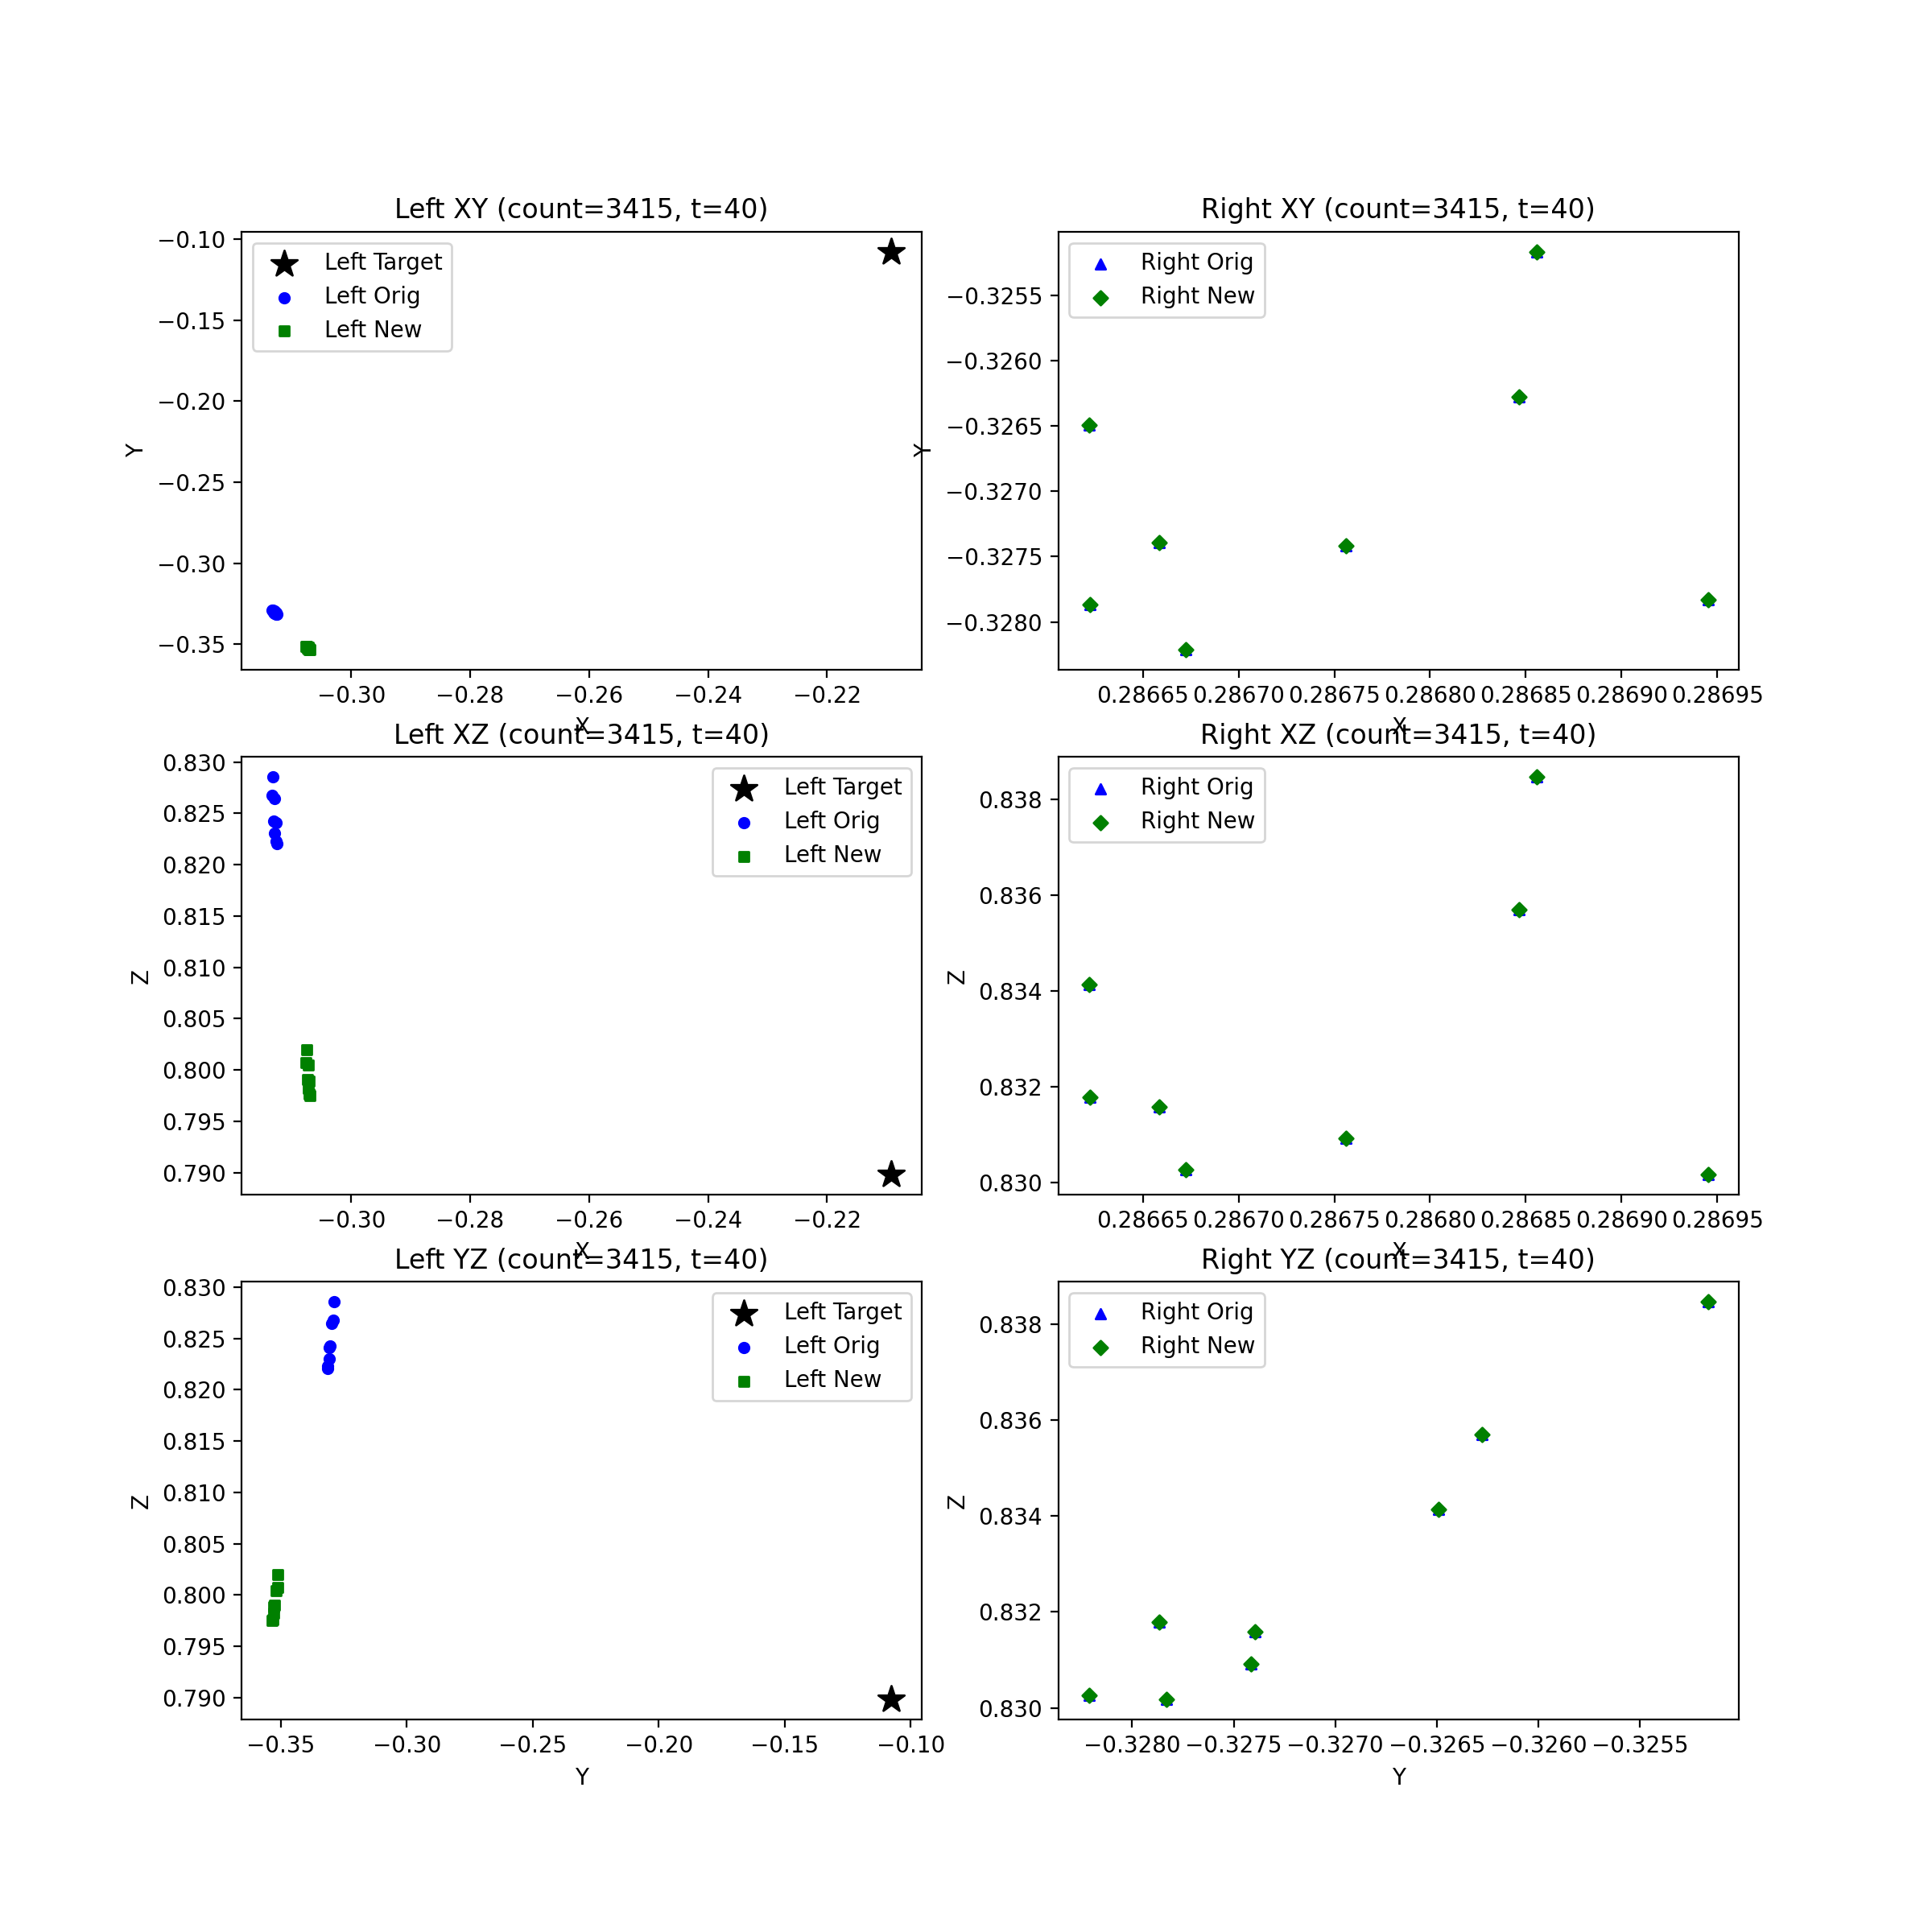 Left XY (count=3415, t=40)
Left Target
Left Orig
Left New
−0.10
−0.15
−0.20
−0.25
−0.30
−0.35
Y
−0.30 −0.28 −0.26 −0.24 −0.22
X
Right XY (count=3415, t=40)
Right Orig
Right New
−0.3255
−0.3260
−0.3265
−0.3270
−0.3275
−0.3280
Y
0.28665 0.28670 0.28675 0.28680 0.28685 0.28690 0.28695
X
Left XZ (count=3415, t=40)
Left Target
Left Orig
Left New
0.830
0.825
0.820
0.815
0.810
0.805
0.800
0.795
0.790
Z
−0.30 −0.28 −0.26 −0.24 −0.22
X
Right XZ (count=3415, t=40)
Right Orig
Right New
0.838
0.836
0.834
0.832
0.830
Z
0.28665 0.28670 0.28675 0.28680 0.28685 0.28690 0.28695
X
Left YZ (count=3415, t=40)
Left Target
Left Orig
Left New
0.830
0.825
0.820
0.815
0.810
0.805
0.800
0.795
0.790
Z
−0.35 −0.30 −0.25 −0.20 −0.15 −0.10
Y
Right YZ (count=3415, t=40)
Right Orig
Right New
0.838
0.836
0.834
0.832
0.830
Z
−0.3280 −0.3275 −0.3270 −0.3265 −0.3260 −0.3255
Y